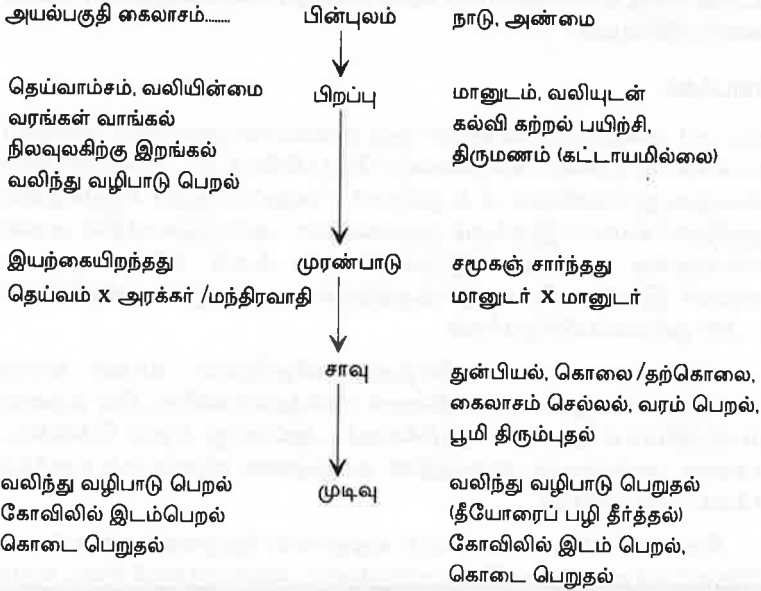 அயல்பகுதி கைலாசம்........ பின்புலம் நாடு, அண்மை
தெய்வாம்சம், வலியின்மை பிறப்பு மானுடம், வலியுடன்
வரங்கள் வாங்கல் கல்வி கற்றல் பயிற்சி,
நிலவுலகிற்கு இறங்கல் திருமணம் (கட்டாயமில்லை)
வலிந்து வழிபாடு பெறல்
இயற்கையிறந்தது முரண்பாடு சமூகஞ் சார்ந்தது
தெய்வம் x அரக்கர் /மந்திரவாதி மானுடர் X மானுடர்
சாவு துன்பியல், கொலை /தற்கொலை,
கைலாசம் செல்லல், வரம் பெறல்,
பூமி திரும்புதல்
வலிந்து வழிபாடு பெறல் முடிவு வலிந்து வழிபாடு பெறுதல்
கோவிலில் இடம்பெறல் (தீயோரைப் பழி தீர்த்தல்)
கொடை பெறுதல் கோவிலில் இடம் பெறல்,
கொடை பெறுதல்